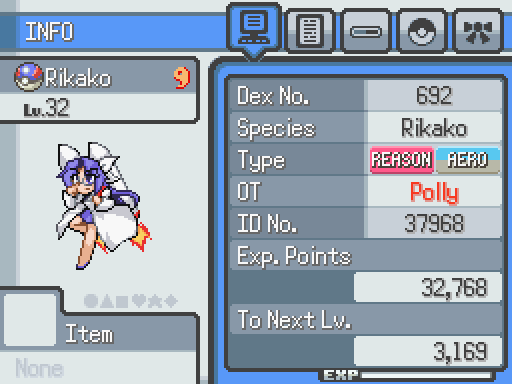 INFO
Rikako
Lv.32
Dex No. 692
Species Rikako
Type REASON AERO
OT Polly
ID No. 37968
Exp. Points
32,768
To Next Lv.
3,169
EXP
Item
None